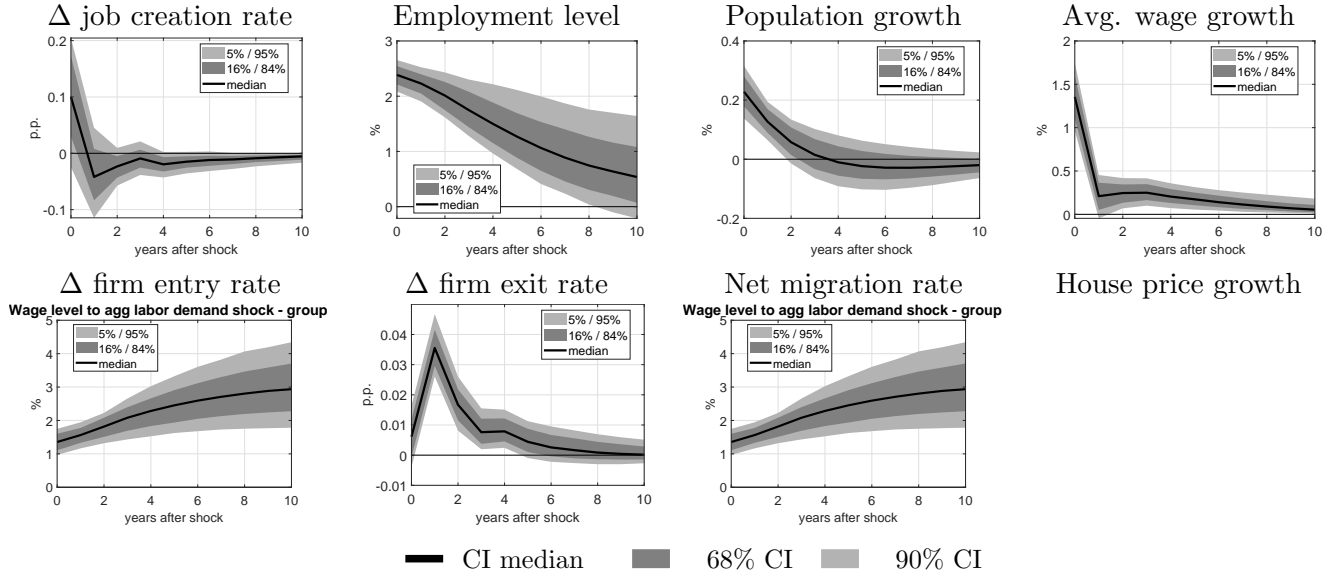 Δ job creation rate
Employment level
Population growth
Avg. wage growth
0.2
0.1
0
-0.1
p.p.
5% / 95%
16% / 84%
median
0 2 4 6 8 10
years after shock
3
2
1
0
%
5% / 95%
16% / 84%
median
0 2 4 6 8 10
years after shock
0.4
0.2
0
-0.2
%
5% / 95%
16% / 84%
median
0 2 4 6 8 10
years after shock
2
1.5
1
0.5
0
%
5% / 95%
16% / 84%
median
0 2 4 6 8 10
years after shock
Δ firm entry rate
Δ firm exit rate
Net migration rate
House price growth
Wage level to agg labor demand shock - group
5
4
3
2
1
0
%
5% / 95%
16% / 84%
median
0 2 4 6 8 10
years after shock
0.04
0.03
0.02
0.01
0
-0.01
p.p.
5% / 95%
16% / 84%
median
0 2 4 6 8 10
years after shock
Wage level to agg labor demand shock - group
5
4
3
2
1
0
%
5% / 95%
16% / 84%
median
0 2 4 6 8 10
years after shock
CI median 68% CI 90% CI